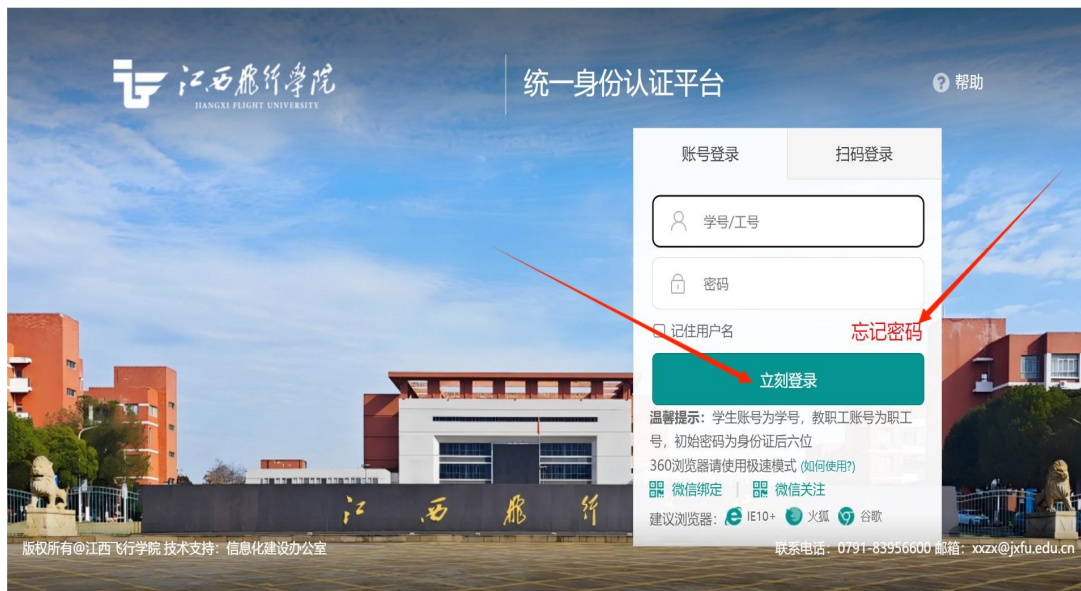 江西飛行學院
JIANGXI FLIGHT UNIVERSITY
统一身份认证平台
帮助
账号登录
扫码登录
学号/工号
密码
记住用户名
忘记密码
立刻登录
温馨提示：学生账号为学号，教职工账号为职工
号，初始密码为身份证后六位
360浏览器请使用极速模式 (如何使用?)
微信绑定
微信关注
建议浏览器： IE10+ 火狐 谷歌
江西飛行
版权所有@江西飞行学院 技术支持：信息化建设办公室
联系电话：0791-83956600 邮箱：xxzx@jxfu.edu.cn